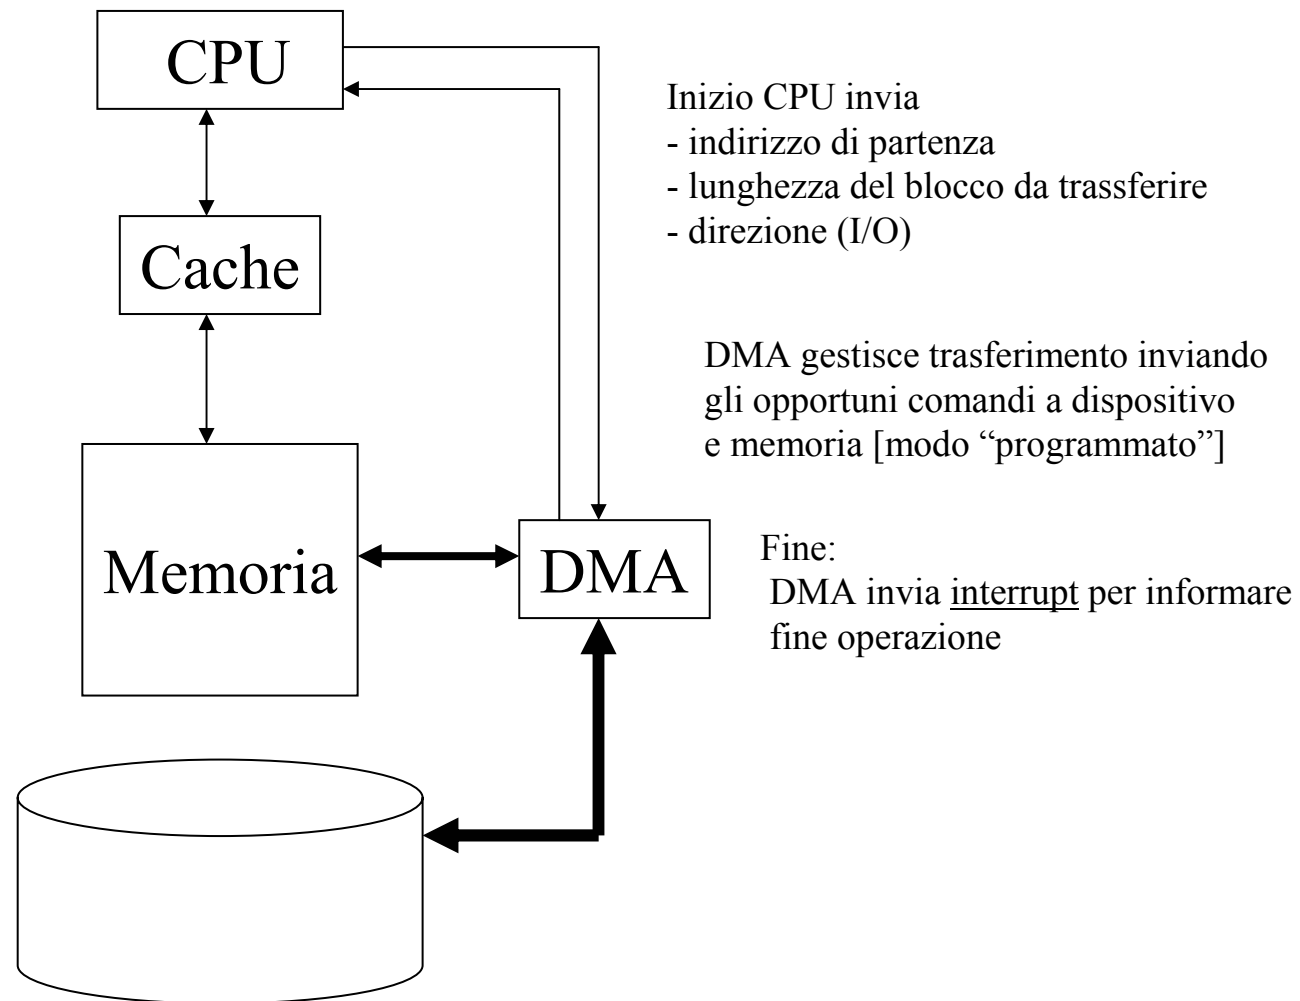 CPU
Inizio CPU invia
- indirizzo di partenza
- lunghezza del blocco da trassferire
- direzione (I/O)
Cache
DMA gestisce trasferimento inviando
gli opportuni comandi a dispositivo
e memoria [modo “programmato”]
Memoria
DMA
Fine:
DMA invia interrupt per informare
fine operazione